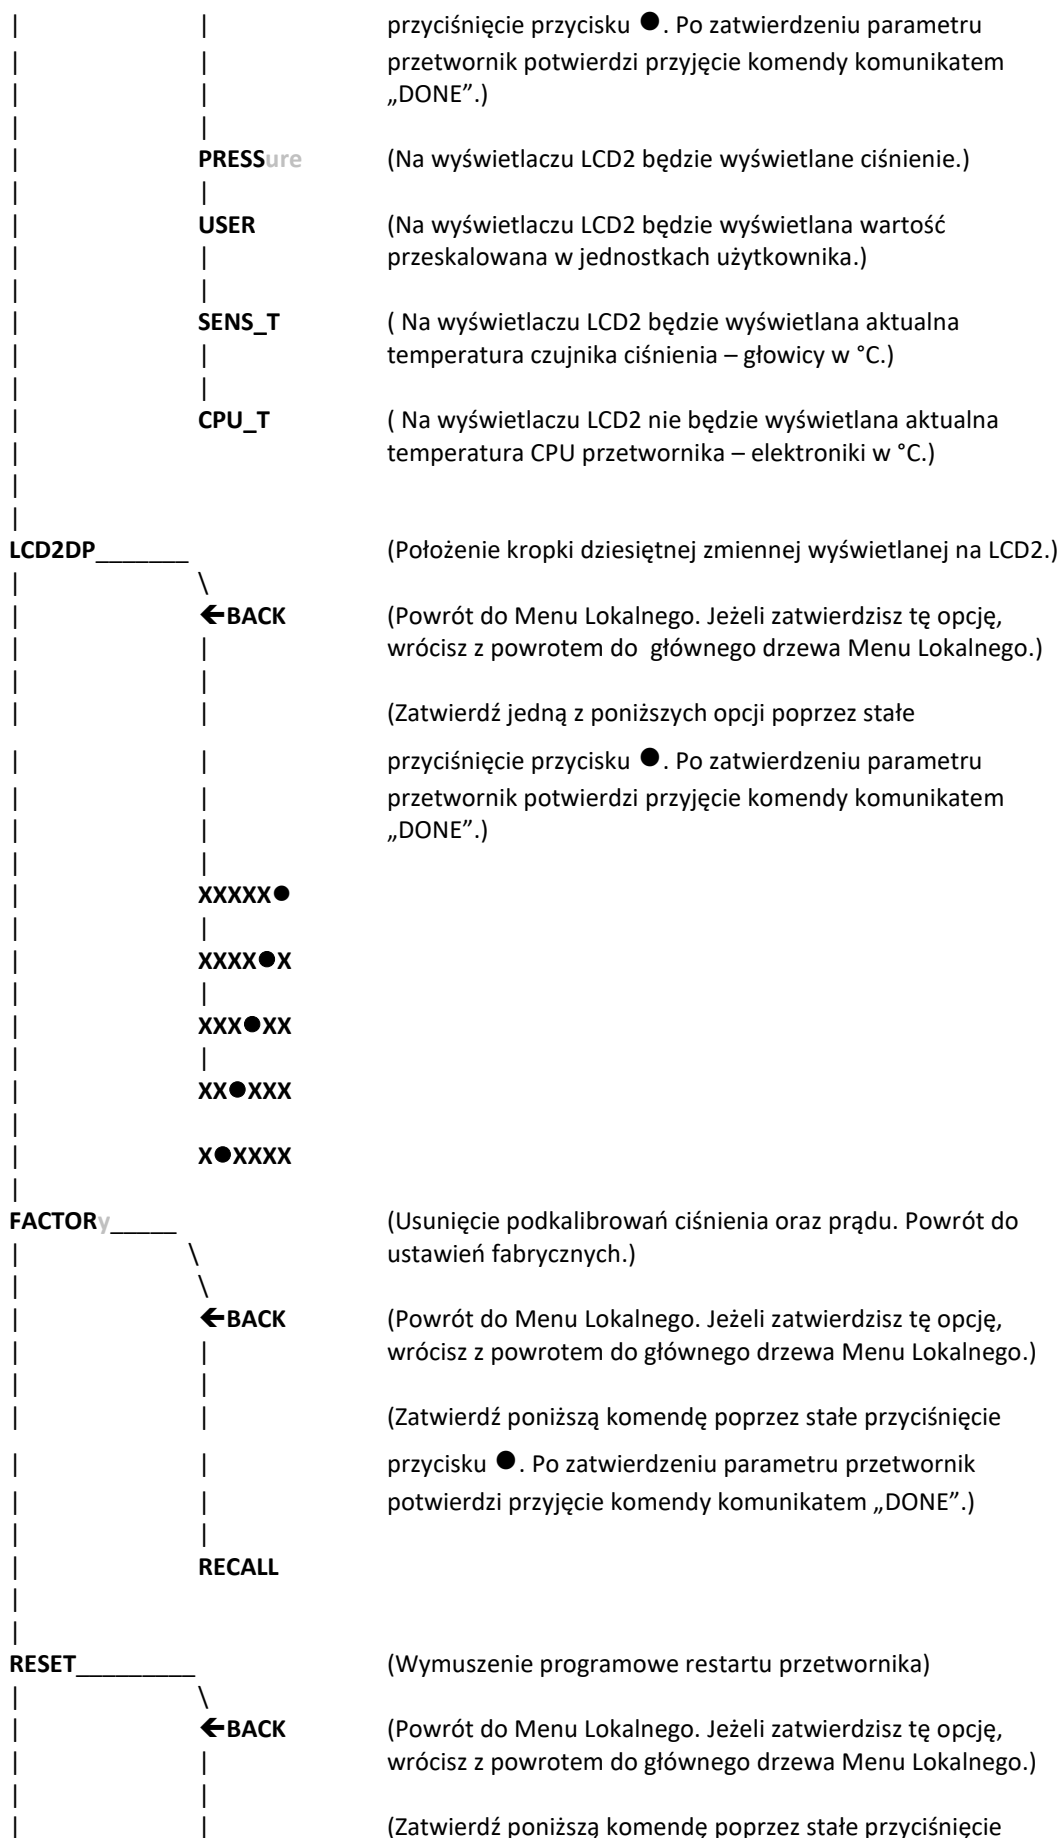 |    |    przyciśnięcie przycisku ●. Po zatwierdzeniu parametru
|    |    przetwornik potwierdzi przyjęcie komendy komunikatem
|    |    „DONE”.)
|    |
|    PRESSure    (Na wyświetlaczu LCD2 będzie wyświetlane ciśnienie.)
|    |
|    USER    (Na wyświetlaczu LCD2 będzie wyświetlana wartość
|    |    przeskalowana w jednostkach użytkownika.)
|    |
|    SENS_T    ( Na wyświetlaczu LCD2 będzie wyświetlana aktualna
|    |    temperatura czujnika ciśnienia – głowicy w °C.)
|    |
|    CPU_T    ( Na wyświetlaczu LCD2 nie będzie wyświetlana aktualna
|    temperatura CPU przetwornika – elektroniki w °C.)
|
|
LCD2DP_______    (Położenie kropki dziesiętnej zmiennej wyświetlanej na LCD2.)
|    \
|    🡰BACK    (Powrót do Menu Lokalnego. Jeżeli zatwierdzisz tę opcję,
|    |    wrócisz z powrotem do  głównego drzewa Menu Lokalnego.)
|    |
|    |    (Zatwierdź jedną z poniższych opcji poprzez stałe
|    |    przyciśnięcie przycisku ●. Po zatwierdzeniu parametru
|    |    przetwornik potwierdzi przyjęcie komendy komunikatem
|    |    „DONE”.)
|    |
|    XXXXX●
|    |
|    XXXX●X
|    |
|    XXX●XX
|    |
|    XX●XXX
|
|    X●XXXX
|
FACTORy_____    (Usunięcie podkalibrowań ciśnienia oraz prądu. Powrót do
|    \    ustawień fabrycznych.)
|    \
|    🡰BACK    (Powrót do Menu Lokalnego. Jeżeli zatwierdzisz tę opcję,
|    |    wrócisz z powrotem do głównego drzewa Menu Lokalnego.)
|    |
|    |    (Zatwierdź poniższą komendę poprzez stałe przyciśnięcie
|    |    przycisku ●. Po zatwierdzeniu parametru przetwornik
|    |    potwierdzi przyjęcie komendy komunikatem „DONE”.)
|    |
|    RECALL
|
|
RESET_________    (Wymuszenie programowe restartu przetwornika)
|    \
|    🡰BACK    (Powrót do Menu Lokalnego. Jeżeli zatwierdzisz tę opcję,
|    |    wrócisz z powrotem do głównego drzewa Menu Lokalnego.)
|    |
|    |    (Zatwierdź poniższą komendę poprzez stałe przyciśnięcie